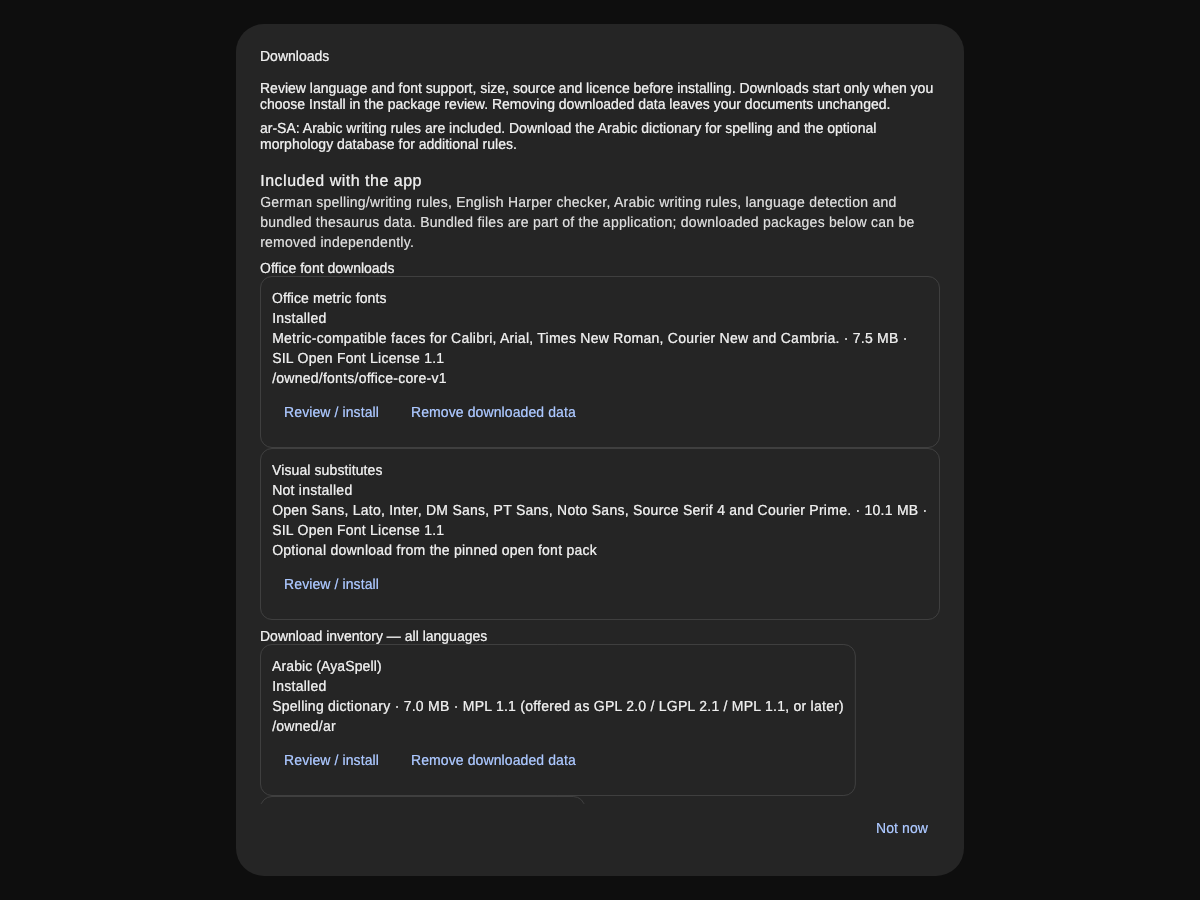 Downloads
Review language and font support, size, source and licence before installing. Downloads start only when you
choose Install in the package review. Removing downloaded data leaves your documents unchanged.
ar-SA: Arabic writing rules are included. Download the Arabic dictionary for spelling and the optional
morphology database for additional rules.
Included with the app
German spelling/writing rules, English Harper checker, Arabic writing rules, language detection and
bundled thesaurus data. Bundled files are part of the application; downloaded packages below can be
removed independently.
Office font downloads
Office metric fonts
Installed
Metric-compatible faces for Calibri, Arial, Times New Roman, Courier New and Cambria. · 7.5 MB ·
SIL Open Font License 1.1
/owned/fonts/office-core-v1
Review / install Remove downloaded data
Visual substitutes
Not installed
Open Sans, Lato, Inter, DM Sans, PT Sans, Noto Sans, Source Serif 4 and Courier Prime. · 10.1 MB ·
SIL Open Font License 1.1
Optional download from the pinned open font pack
Review / install
Download inventory — all languages
Arabic (AyaSpell)
Installed
Spelling dictionary · 7.0 MB · MPL 1.1 (offered as GPL 2.0 / LGPL 2.1 / MPL 1.1, or later)
/owned/ar
Review / install Remove downloaded data
Not now